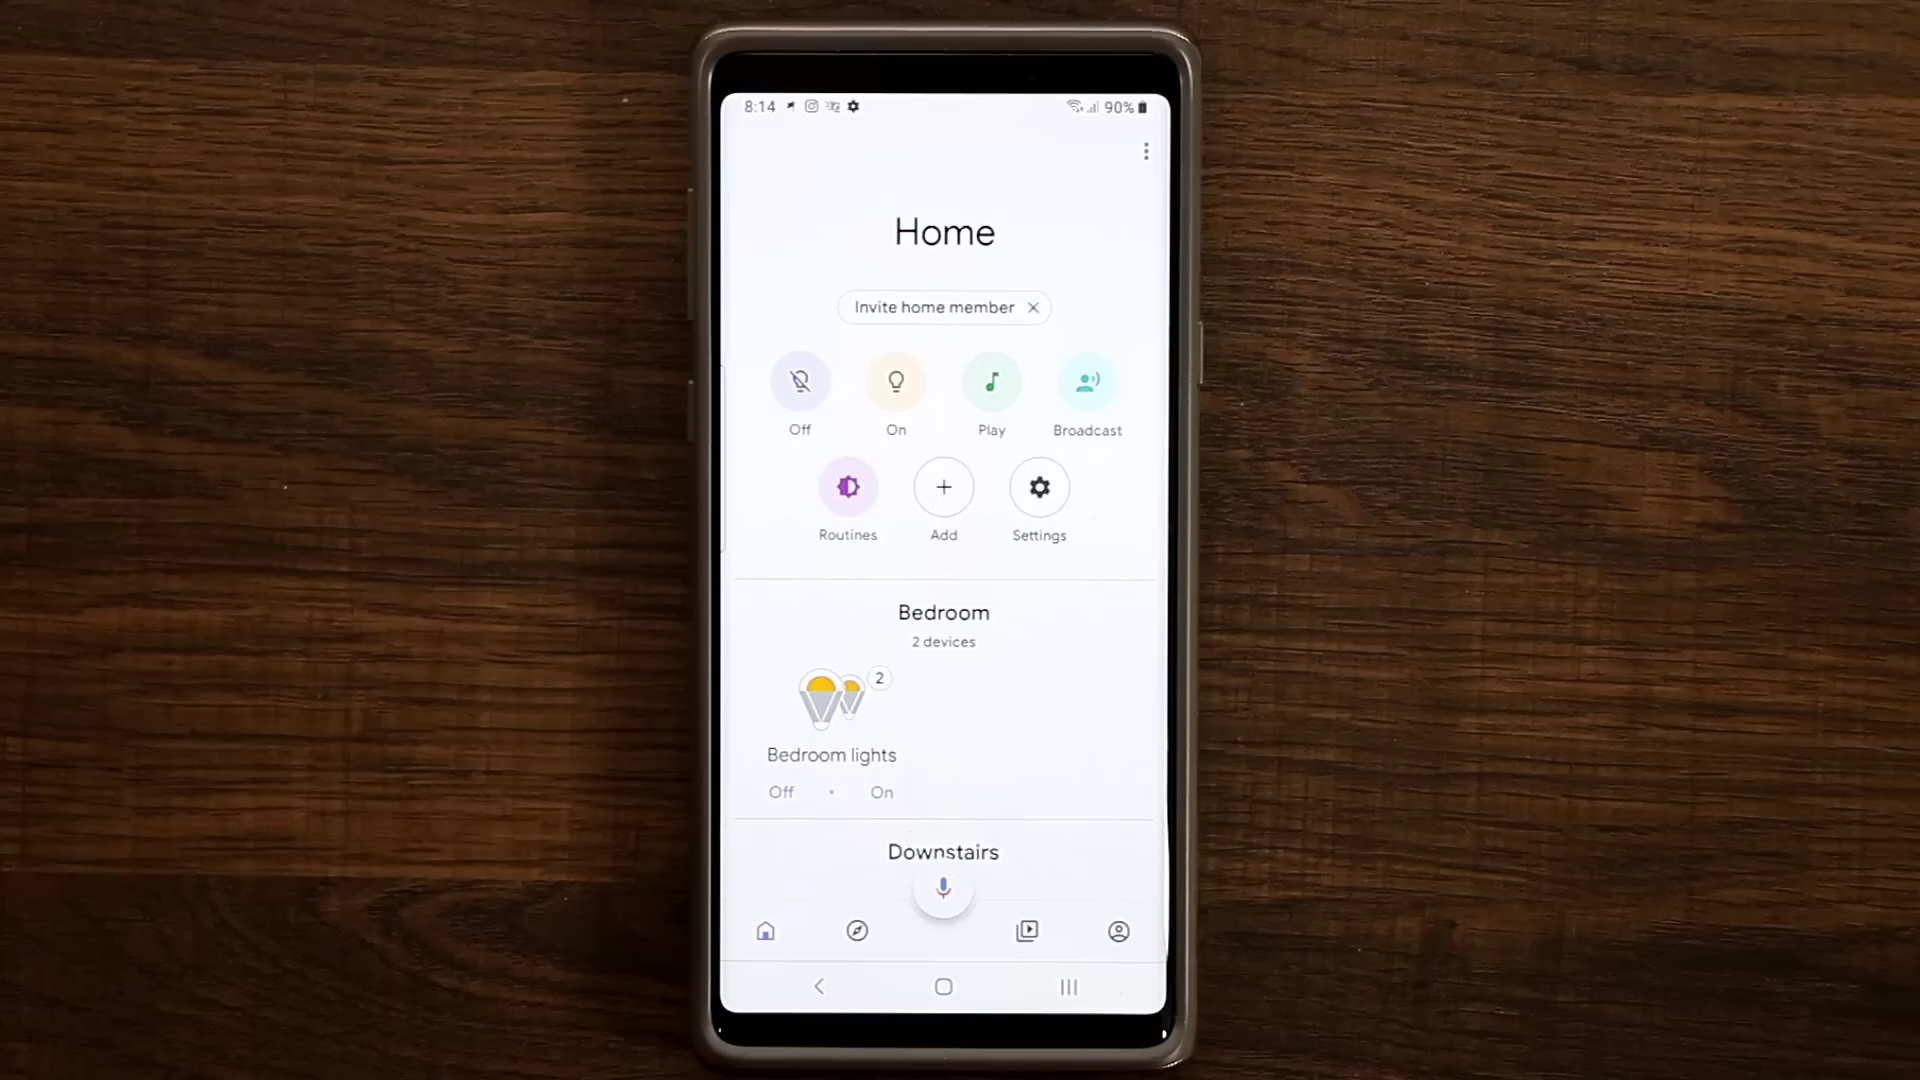 8:14 90%
Home
Invite home member
Off On Play Broadcast
Routines Add Settings
Bedroom
2 devices
2
Bedroom lights
Off • On
Downstairs